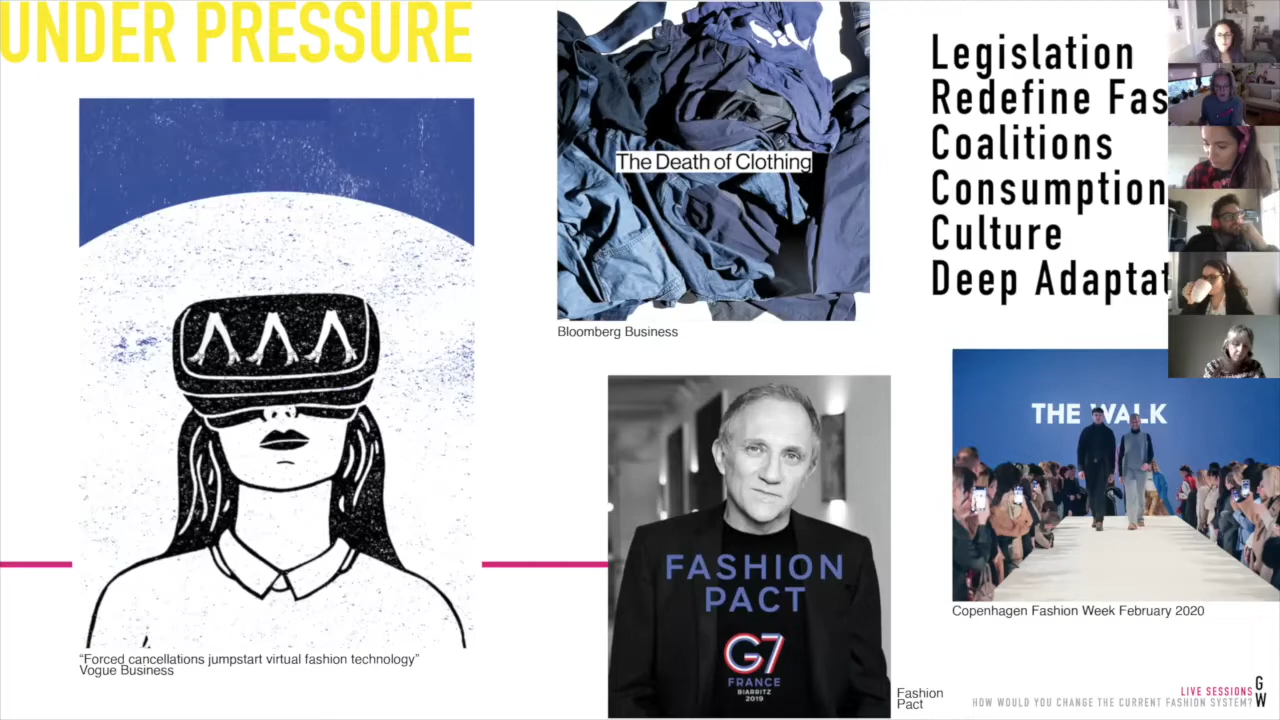 UNDER PRESSURE
"Forced cancellations jumpstart virtual fashion technology"
Vogue Business
The Death of Clothing
Bloomberg Business
FASHION
PACT
G7
FRANCE
BIARRITZ
2019
Fashion
Pact
Legislation
Redefine Fas
Coalitions
Consumption
Culture
Deep Adaptat
THE WALK
Copenhagen Fashion Week February 2020
LIVE SESSIONS
HOW WOULD YOU CHANGE THE CURRENT FASHION SYSTEM?
G
W